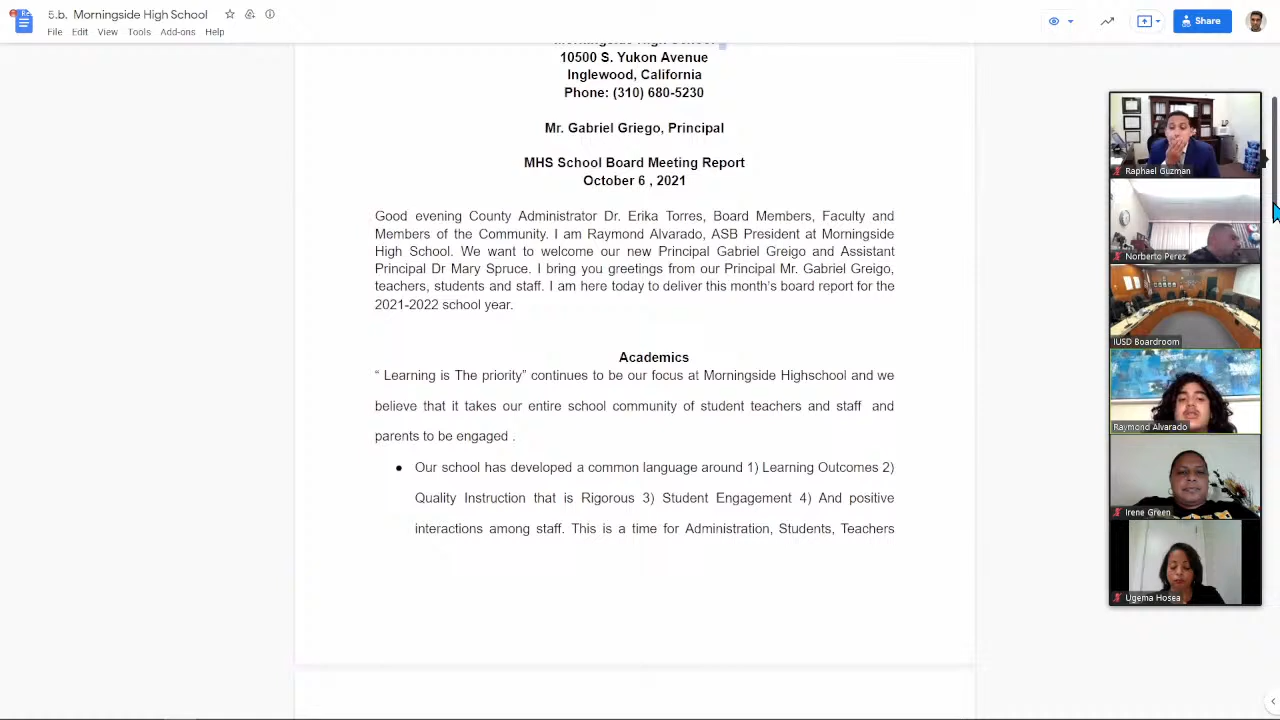 5.b. Morningside High School
File Edit View Tools Add-ons Help
Share
Morningside High School
10500 S. Yukon Avenue
Inglewood, California
Phone: (310) 680-5230
Mr. Gabriel Griego, Principal
MHS School Board Meeting Report
October 6 , 2021
Good evening County Administrator Dr. Erika Torres, Board Members, Faculty and
Members of the Community. I am Raymond Alvarado, ASB President at Morningside
High School. We want to welcome our new Principal Gabriel Greigo and Assistant
Principal Dr Mary Spruce. I bring you greetings from our Principal Mr. Gabriel Greigo,
teachers, students and staff. I am here today to deliver this month's board report for the
2021-2022 school year.
Academics
“ Learning is The priority” continues to be our focus at Morningside Highschool and we
believe that it takes our entire school community of student teachers and staff and
parents to be engaged .
● Our school has developed a common language around 1) Learning Outcomes 2)
Quality Instruction that is Rigorous 3) Student Engagement 4) And positive
interactions among staff. This is a time for Administration, Students, Teachers
Raphael Guzman
Norberto Perez
IUSD Boardroom
Raymond Alvarado
Irene Green
Ugema Hosea